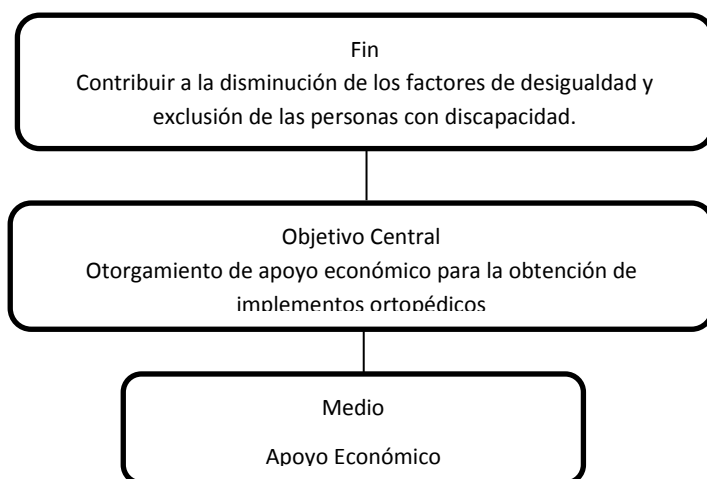 Fin
Contribuir a la disminución de los factores de desigualdad y
exclusión de las personas con discapacidad.
Objetivo Central
Otorgamiento de apoyo económico para la obtención de
implementos ortopédicos
Medio
Apoyo Económico